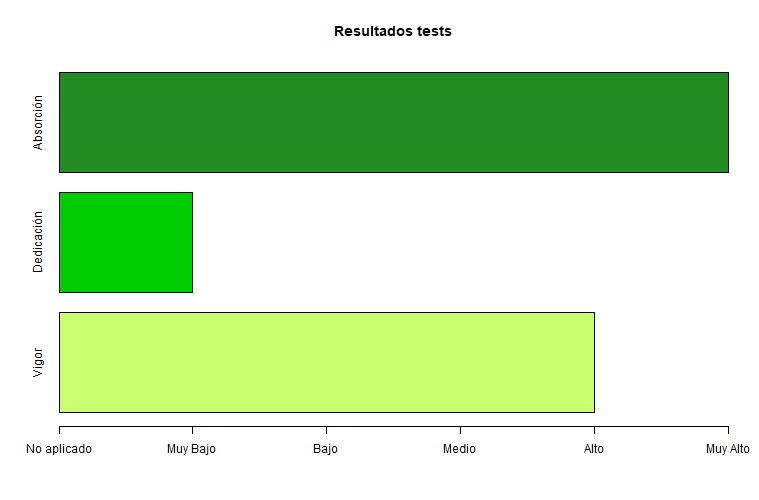 Resultados tests
Absorción
Dedicación
Vigor
No aplicado
Muy Bajo
Bajo
Medio
Alto
Muy Alto